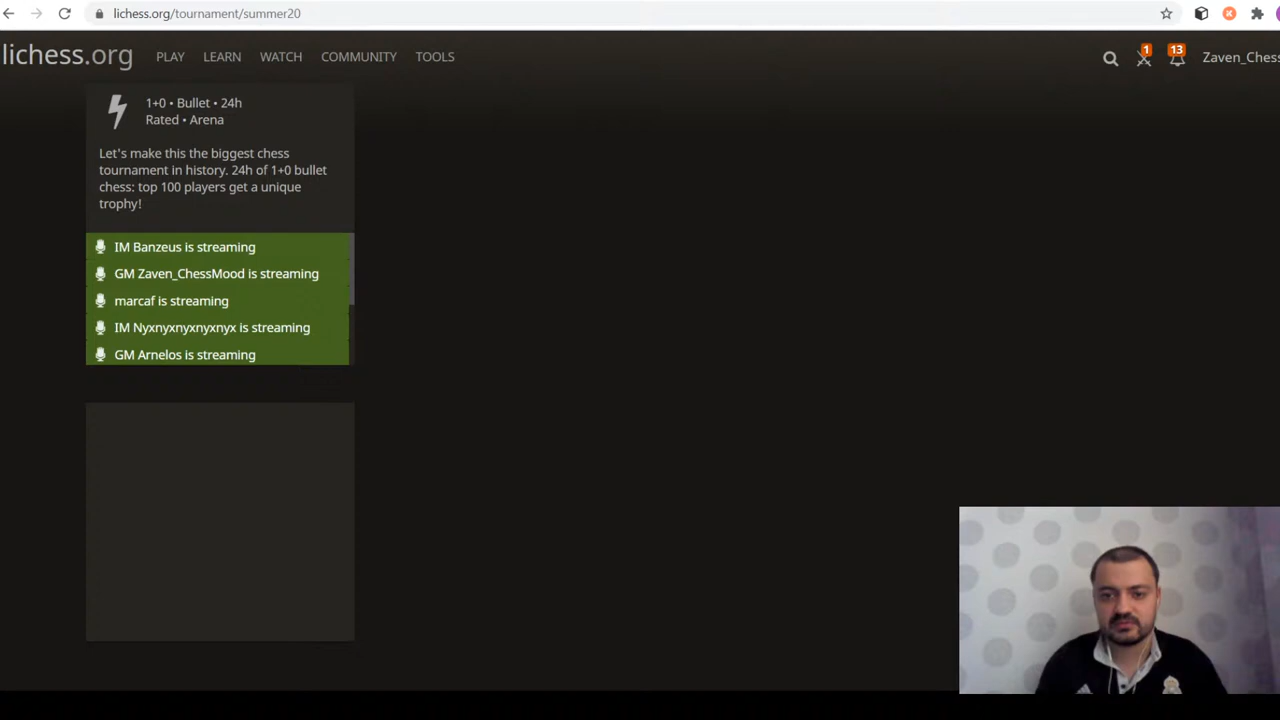 lichess.org/tournament/summer20
lichess.org PLAY LEARN WATCH COMMUNITY TOOLS 1 13 Zaven_Chess
1+0 • Bullet • 24h
Rated • Arena
Let's make this the biggest chess
tournament in history. 24h of 1+0 bullet
chess: top 100 players get a unique
trophy!
IM Banzeus is streaming
GM Zaven_ChessMood is streaming
marcaf is streaming
IM Nyxnyxnyxnyxnyx is streaming
GM Arnelos is streaming